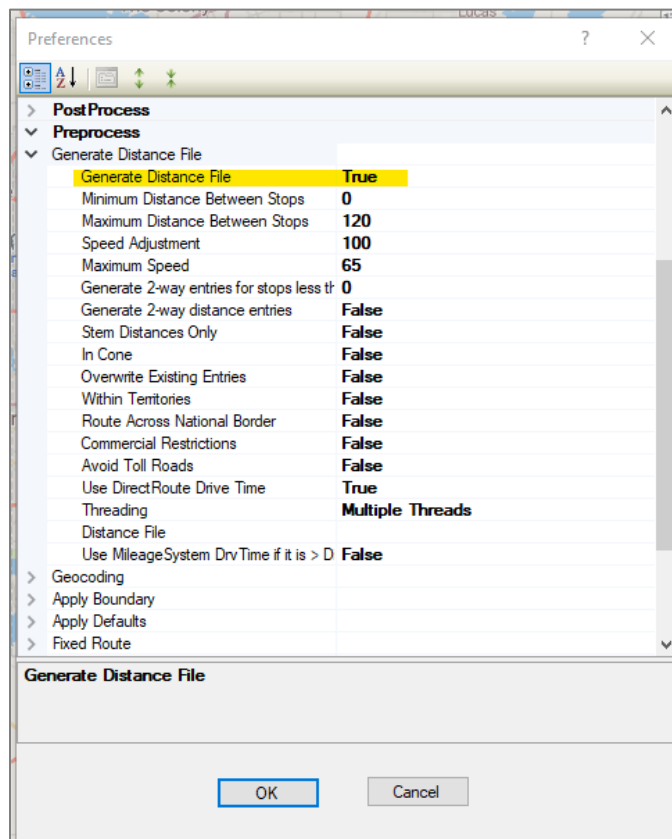 Lucas
Preferences
?
PostProcess
Preprocess
Generate Distance File
Generate Distance File True
Minimum Distance Between Stops 0
Maximum Distance Between Stops 120
Speed Adjustment 100
Maximum Speed 65
Generate 2-way entries for stops less th 0
Generate 2-way distance entries False
Stem Distances Only False
In Cone False
Overwrite Existing Entries False
Within Territories False
Route Across National Border False
Commercial Restrictions False
Avoid Toll Roads False
Use DirectRoute Drive Time True
Threading Multiple Threads
Distance File
Use MileageSystem DrvTime if it is > D False
Geocoding
Apply Boundary
Apply Defaults
Fixed Route
Generate Distance File
OK Cancel